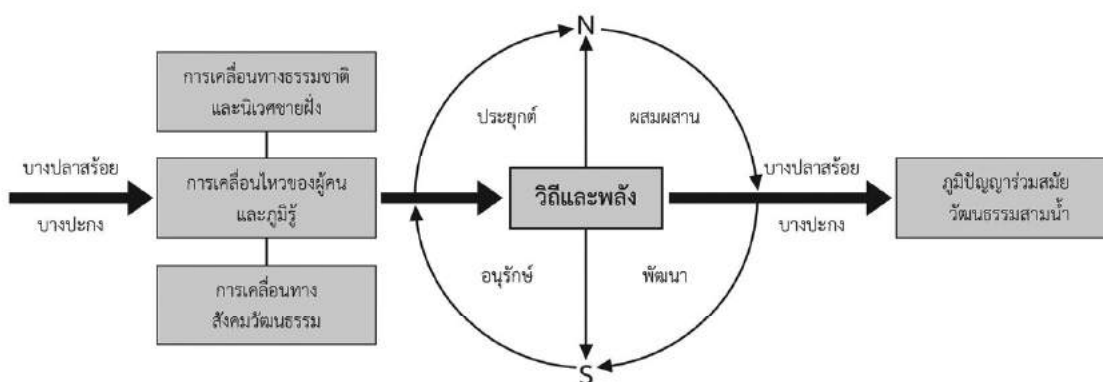 บางปลาสร้อย
บางปะกง
การเคลื่อนทางธรรมชาติ
และนิเวศชายฝั่ง
การเคลื่อนไหวของผู้คน
และภูมิรู้
การเคลื่อนทาง
สังคมวัฒนธรรม
N
ประยุกต์
ผสมผสาน
วิถีและพลัง
อนุรักษ์
พัฒนา
S
บางปลาสร้อย
บางปะกง
ภูมิปัญญาร่วมสมัย
วัฒนธรรมสามน้ำ